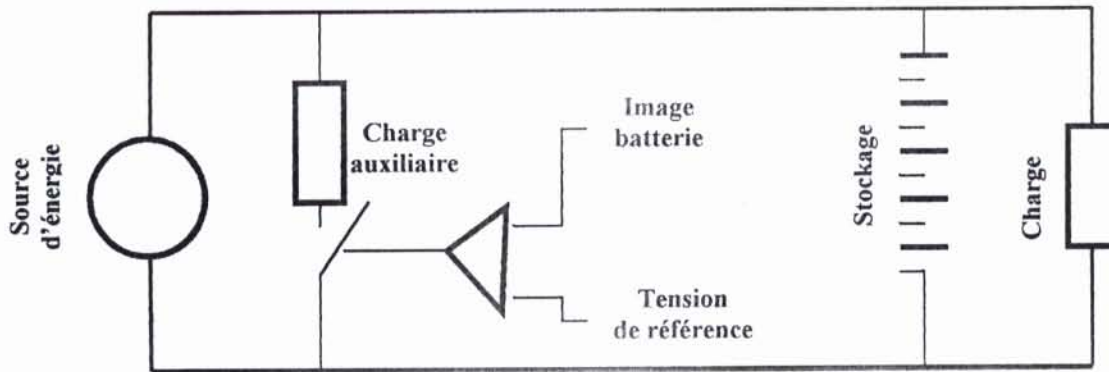 Source
d'énergie
Charge
auxiliaire
Image
batterie
Tension
de référence
Stockage
Charge